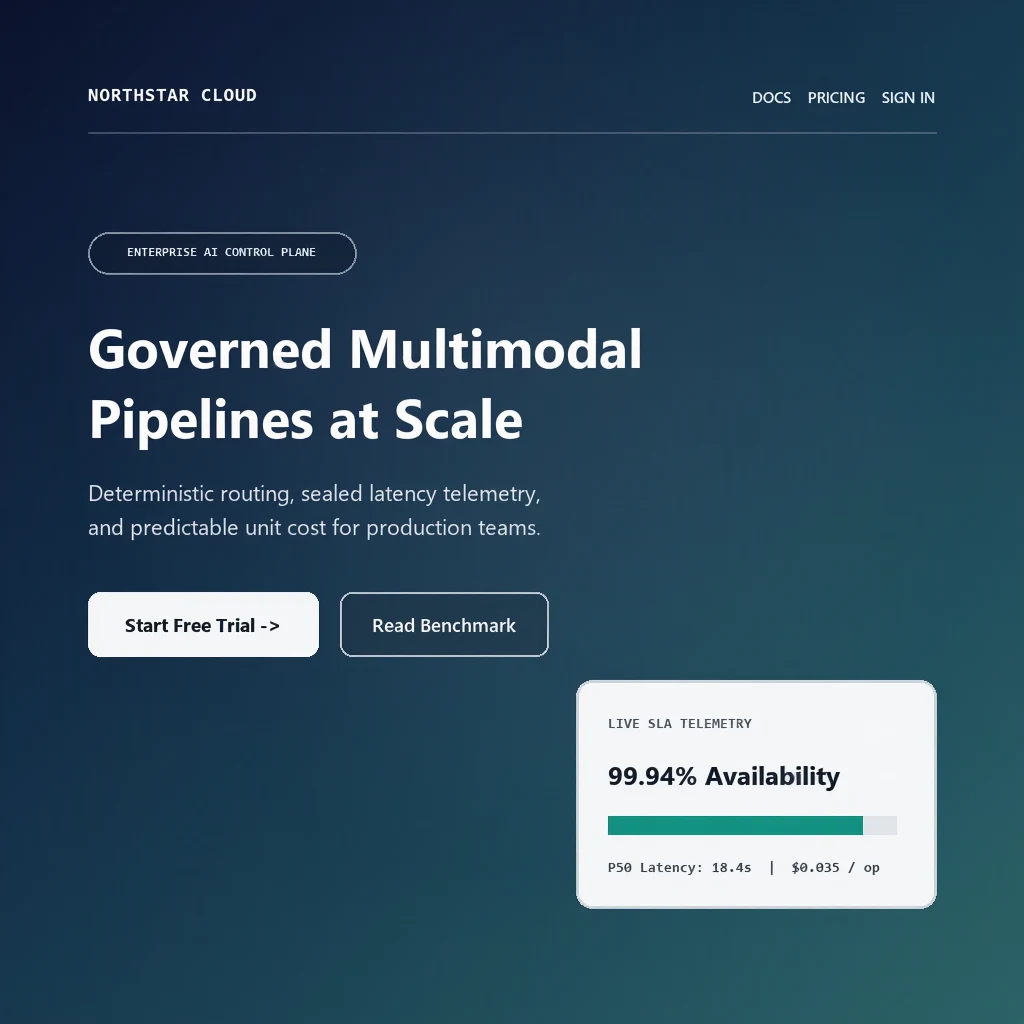 NORTHSTAR CLOUD
DOCS PRICING SIGN IN
ENTERPRISE AI CONTROL PLANE
Governed Multimodal
Pipelines at Scale
Deterministic routing, sealed latency telemetry,
and predictable unit cost for production teams.
Start Free Trial ->
Read Benchmark
LIVE SLA TELEMETRY
99.94% Availability
P50 Latency: 18.4s | $0.035 / op